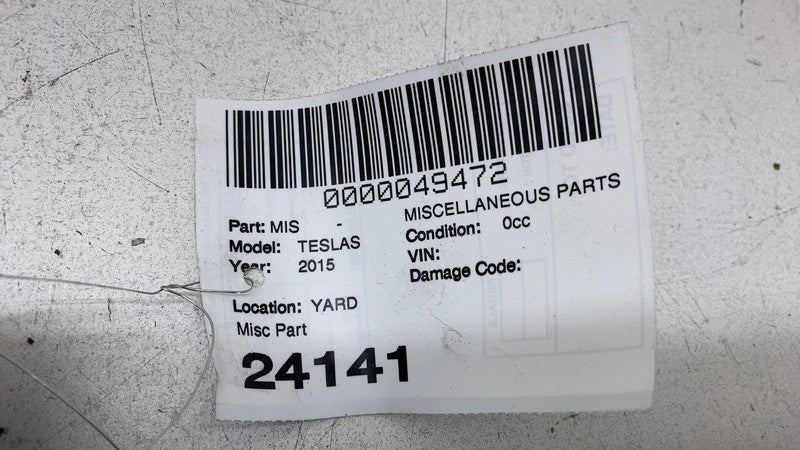 0000049472
Part: MIS -
MISCELLANEOUS PARTS
Model: TESLAS
Condition: 0cc
Year: 2015
VIN:
Damage Code:
Location: YARD
Misc Part
24141
DATE